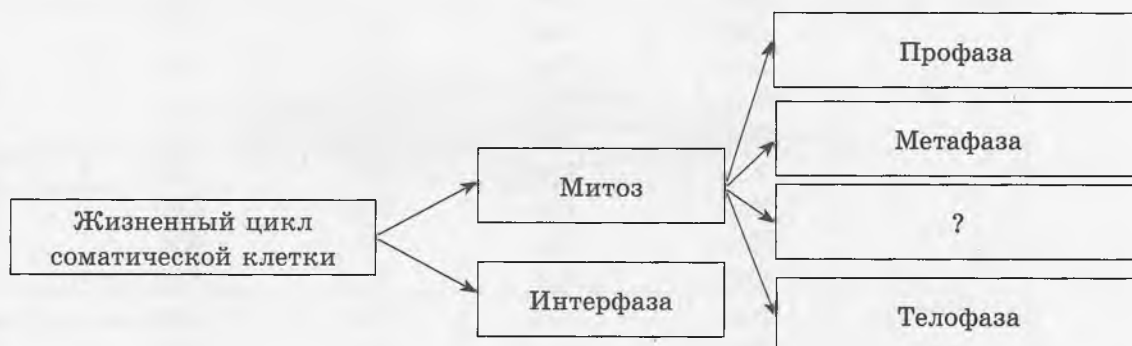 Профаза
Метафаза
Митоз
?
Жизненный цикл
соматической клетки
Интерфаза
Телофаза